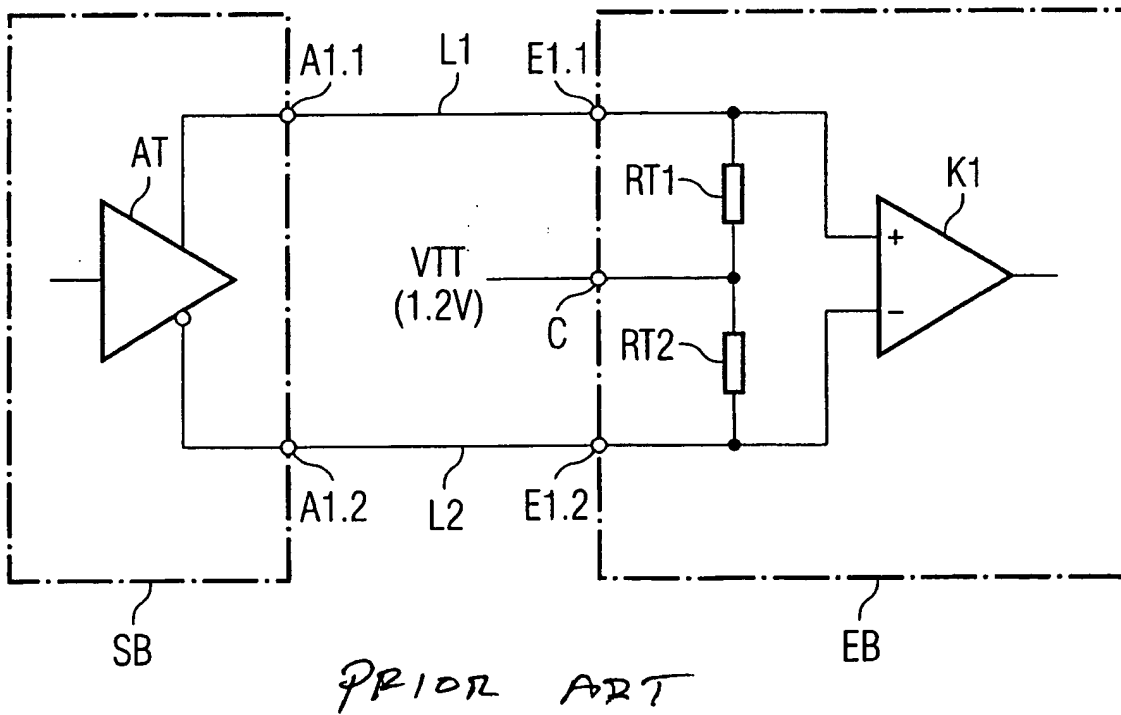 A1.1
L1
E1.1
AT
RT1
K1
+
VTT
(1.2V)
C
RT2
−
A1.2
L2
E1.2
SB
EB
PRIOR ART